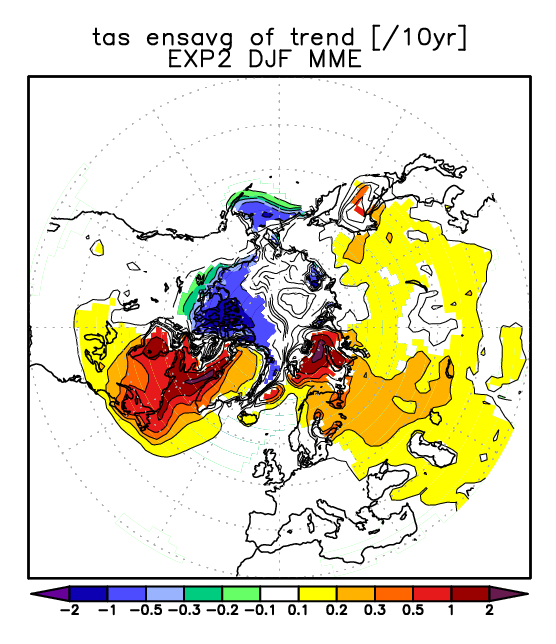 tas ensavg of trend [/10yr]
EXP2 DJF MME
-2 -1 -0.5 -0.3 -0.2 -0.1 0.1 0.2 0.3 0.5 1 2